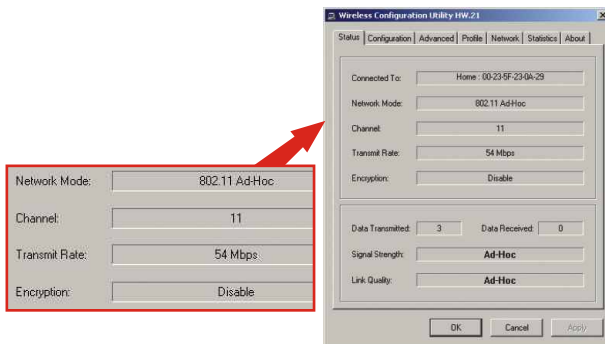 Wireless Configuration Utility HW.21
Status Configuration Advanced Profile Network Statistics About
Connected To: Home : 00-23-5F-23-0A-29
Network Mode: 802.11 Ad-Hoc
Channel: 11
Transmit Rate: 54 Mbps
Encryption: Disable
Data Transmitted: 3 Data Received: 0
Signal Strength: Ad-Hoc
Link Quality: Ad-Hoc
OK Cancel Apply
Network Mode: 802.11 Ad-Hoc
Channel: 11
Transmit Rate: 54 Mbps
Encryption: Disable